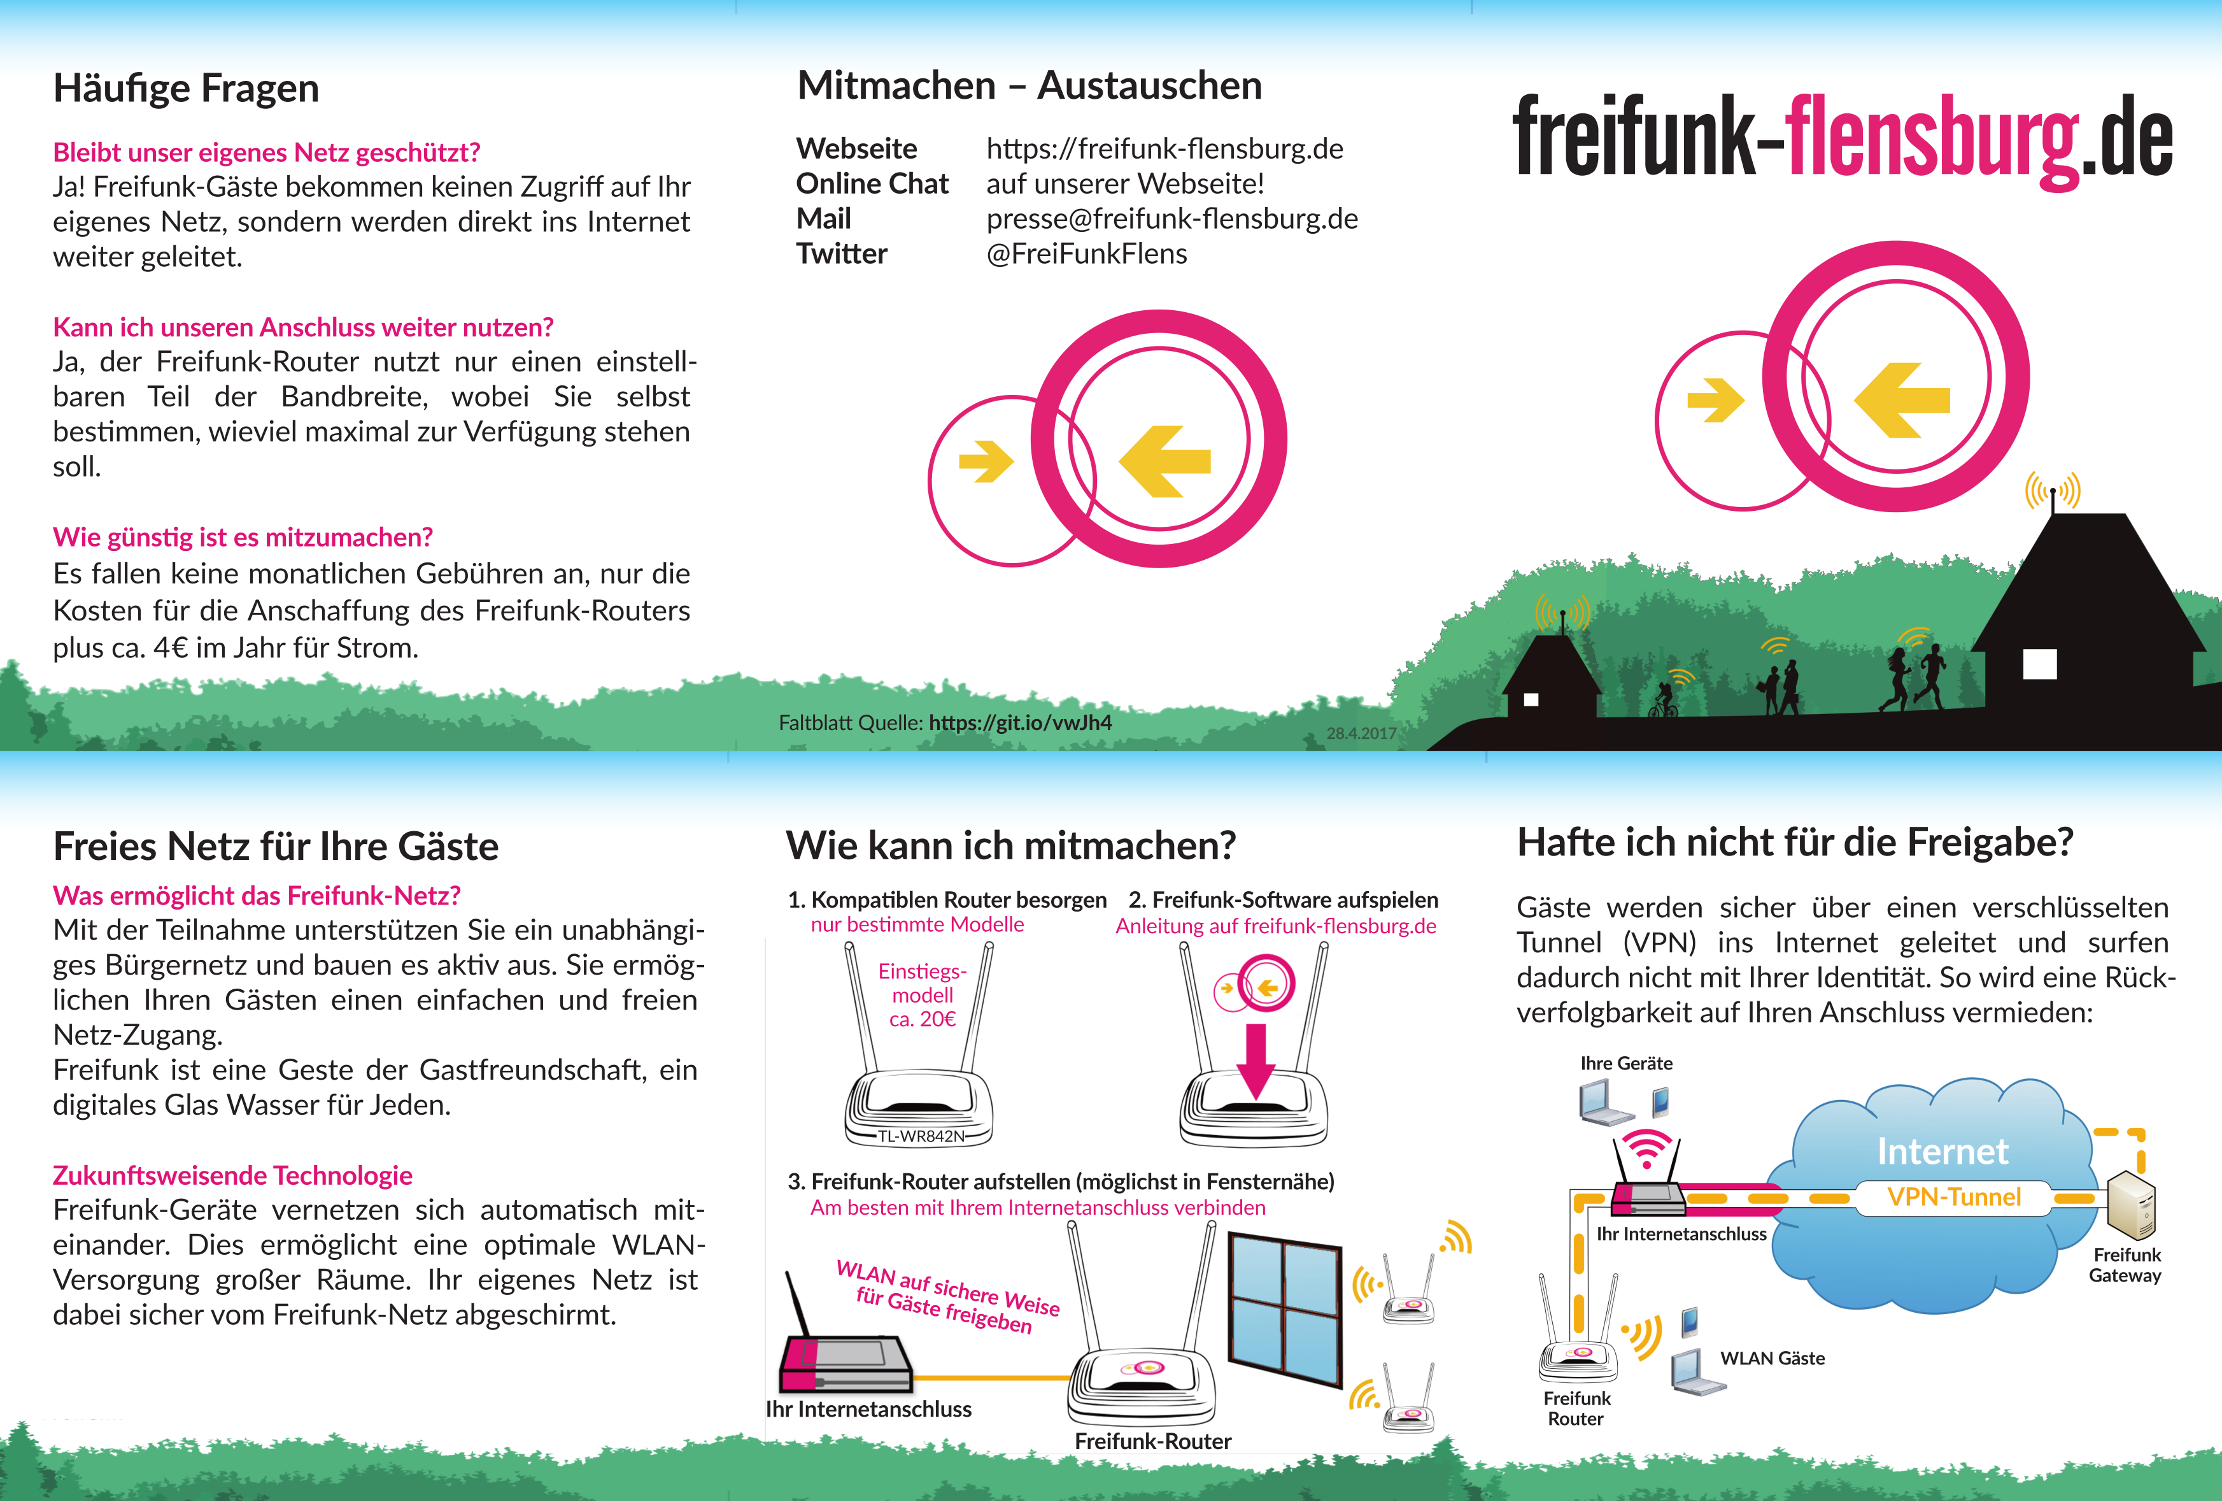 Häufige Fragen
Bleibt unser eigenes Netz geschützt?
Ja! Freifunk-Gäste bekommen keinen Zugriff auf Ihr
eigenes Netz, sondern werden direkt ins Internet
weiter geleitet.
Kann ich unseren Anschluss weiter nutzen?
Ja, der Freifunk-Router nutzt nur einen einstell-
baren Teil der Bandbreite, wobei Sie selbst
bestimmen, wieviel maximal zur Verfügung stehen
soll.
Wie günstig ist es mitzumachen?
Es fallen keine monatlichen Gebühren an, nur die
Kosten für die Anschaffung des Freifunk-Routers
plus ca. 4€ im Jahr für Strom.
Mitmachen – Austauschen
Webseite https://freifunk-flensburg.de
Online Chat auf unserer Webseite!
Mail presse@freifunk-flensburg.de
Twitter @FreiFunkFlens
Faltblatt Quelle: https://git.io/vwJh4
28.4.2017
freifunk-flensburg.de
Freies Netz für Ihre Gäste
Was ermöglicht das Freifunk-Netz?
Mit der Teilnahme unterstützen Sie ein unabhängi-
ges Bürgernetz und bauen es aktiv aus. Sie ermög-
lichen Ihren Gästen einen einfachen und freien
Netz-Zugang.
Freifunk ist eine Geste der Gastfreundschaft, ein
digitales Glas Wasser für Jeden.
Zukunftsweisende Technologie
Freifunk-Geräte vernetzen sich automatisch mit-
einander. Dies ermöglicht eine optimale WLAN-
Versorgung großer Räume. Ihr eigenes Netz ist
dabei sicher vom Freifunk-Netz abgeschirmt.
Wie kann ich mitmachen?
1. Kompatiblen Router besorgen
nur bestimmte Modelle
Einstiegs-
modell
ca. 20€
TL-WR842N
2. Freifunk-Software aufspielen
Anleitung auf freifunk-flensburg.de
3. Freifunk-Router aufstellen (möglichst in Fensternähe)
Am besten mit Ihrem Internetanschluss verbinden
WLAN auf sichere Weise
für Gäste freigeben
Ihr Internetanschluss
Freifunk-Router
Hafte ich nicht für die Freigabe?
Gäste werden sicher über einen verschlüsselten
Tunnel (VPN) ins Internet geleitet und surfen
dadurch nicht mit Ihrer Identität. So wird eine Rück-
verfolgbarkeit auf Ihren Anschluss vermieden:
Ihre Geräte
Internet
VPN-Tunnel
Ihr Internetanschluss
Freifunk
Gateway
WLAN Gäste
Freifunk
Router